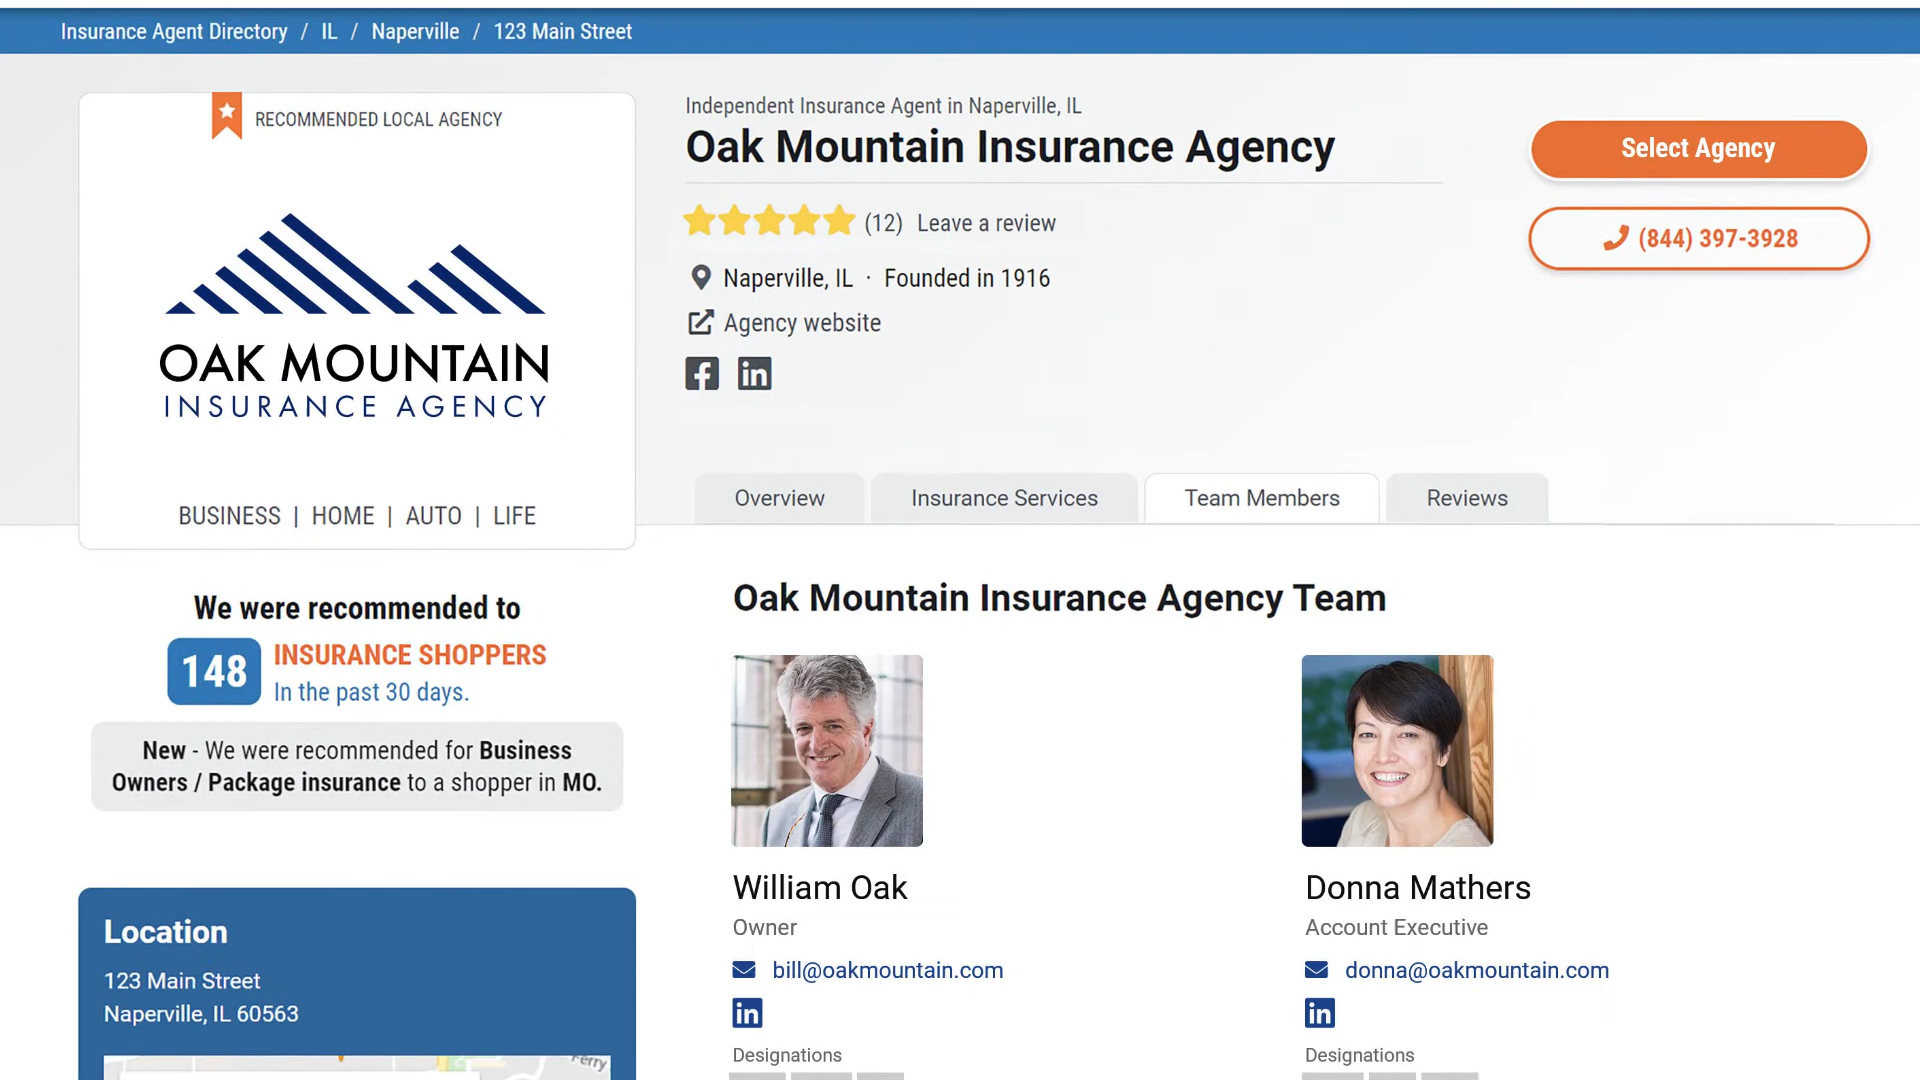 Insurance Agent Directory / IL / Naperville / 123 Main Street
RECOMMENDED LOCAL AGENCY
OAK MOUNTAIN
INSURANCE AGENCY
BUSINESS | HOME | AUTO | LIFE
Independent Insurance Agent in Naperville, IL
Oak Mountain Insurance Agency
(12) Leave a review
Naperville, IL · Founded in 1916
Agency website
Select Agency
(844) 397-3928
Overview
Insurance Services
Team Members
Reviews
We were recommended to
148
INSURANCE SHOPPERS
In the past 30 days.
New - We were recommended for Business
Owners / Package insurance to a shopper in MO.
Location
123 Main Street
Naperville, IL 60563
Ferry
Oak Mountain Insurance Agency Team
William Oak
Owner
bill@oakmountain.com
in
Designations
Donna Mathers
Account Executive
donna@oakmountain.com
in
Designations